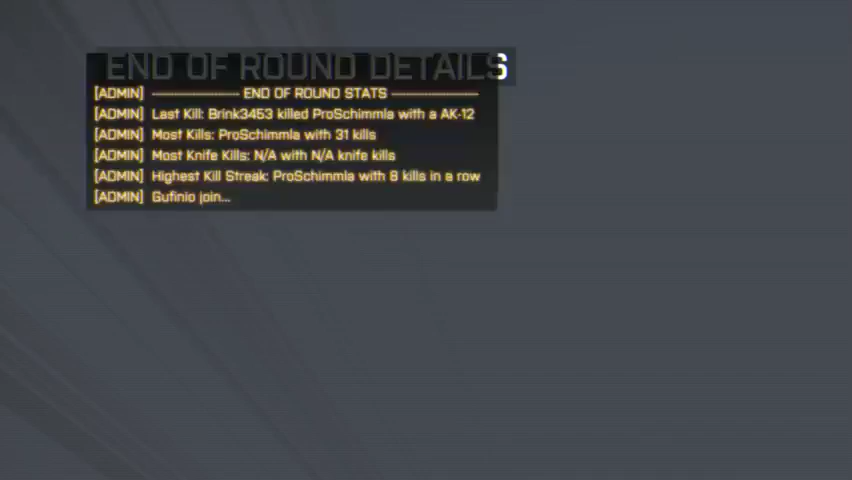 END OF ROUND DETAILS
[ADMIN] ---------------------- END OF ROUND STATS ----------------------
[ADMIN] Last Kill: Brink3453 killed ProSchimmla with a AK-12
[ADMIN] Most Kills: ProSchimmla with 31 kills
[ADMIN] Most Knife Kills: N/A with N/A knife kills
[ADMIN] Highest Kill Streak: ProSchimmla with 8 kills in a row
[ADMIN] Gufinio join...